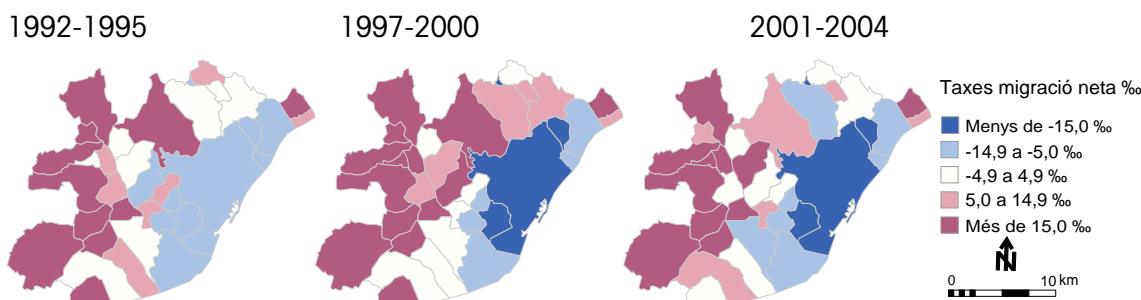 1992-1995
1997-2000
2001-2004
Taxes migració neta ‰
Menys de -15,0 ‰
-14,9 a -5,0 ‰
-4,9 a 4,9 ‰
5,0 a 14,9 ‰
Més de 15,0 ‰
N
0 10 km